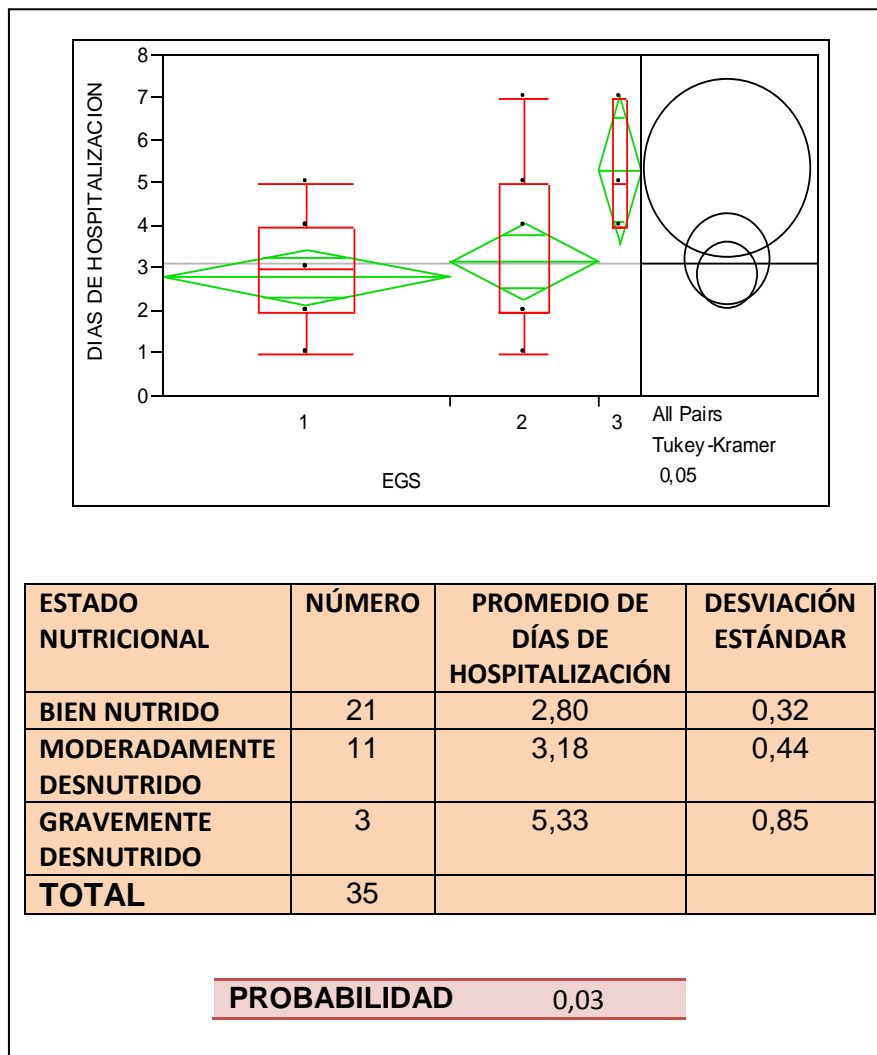 8
7
6
5
4
3
2
1
0
DIAS DE HOSPITALIZACION
1 2 3
EGS
All Pairs
Tukey-Kramer
0,05
ESTADO NUTRICIONAL NÚMERO PROMEDIO DE DÍAS DE HOSPITALIZACIÓN DESVIACIÓN ESTÁNDAR
BIEN NUTRIDO 21 2,80 0,32
MODERADAMENTE DESNUTRIDO 11 3,18 0,44
GRAVEMENTE DESNUTRIDO 3 5,33 0,85
TOTAL 35
PROBABILIDAD 0,03